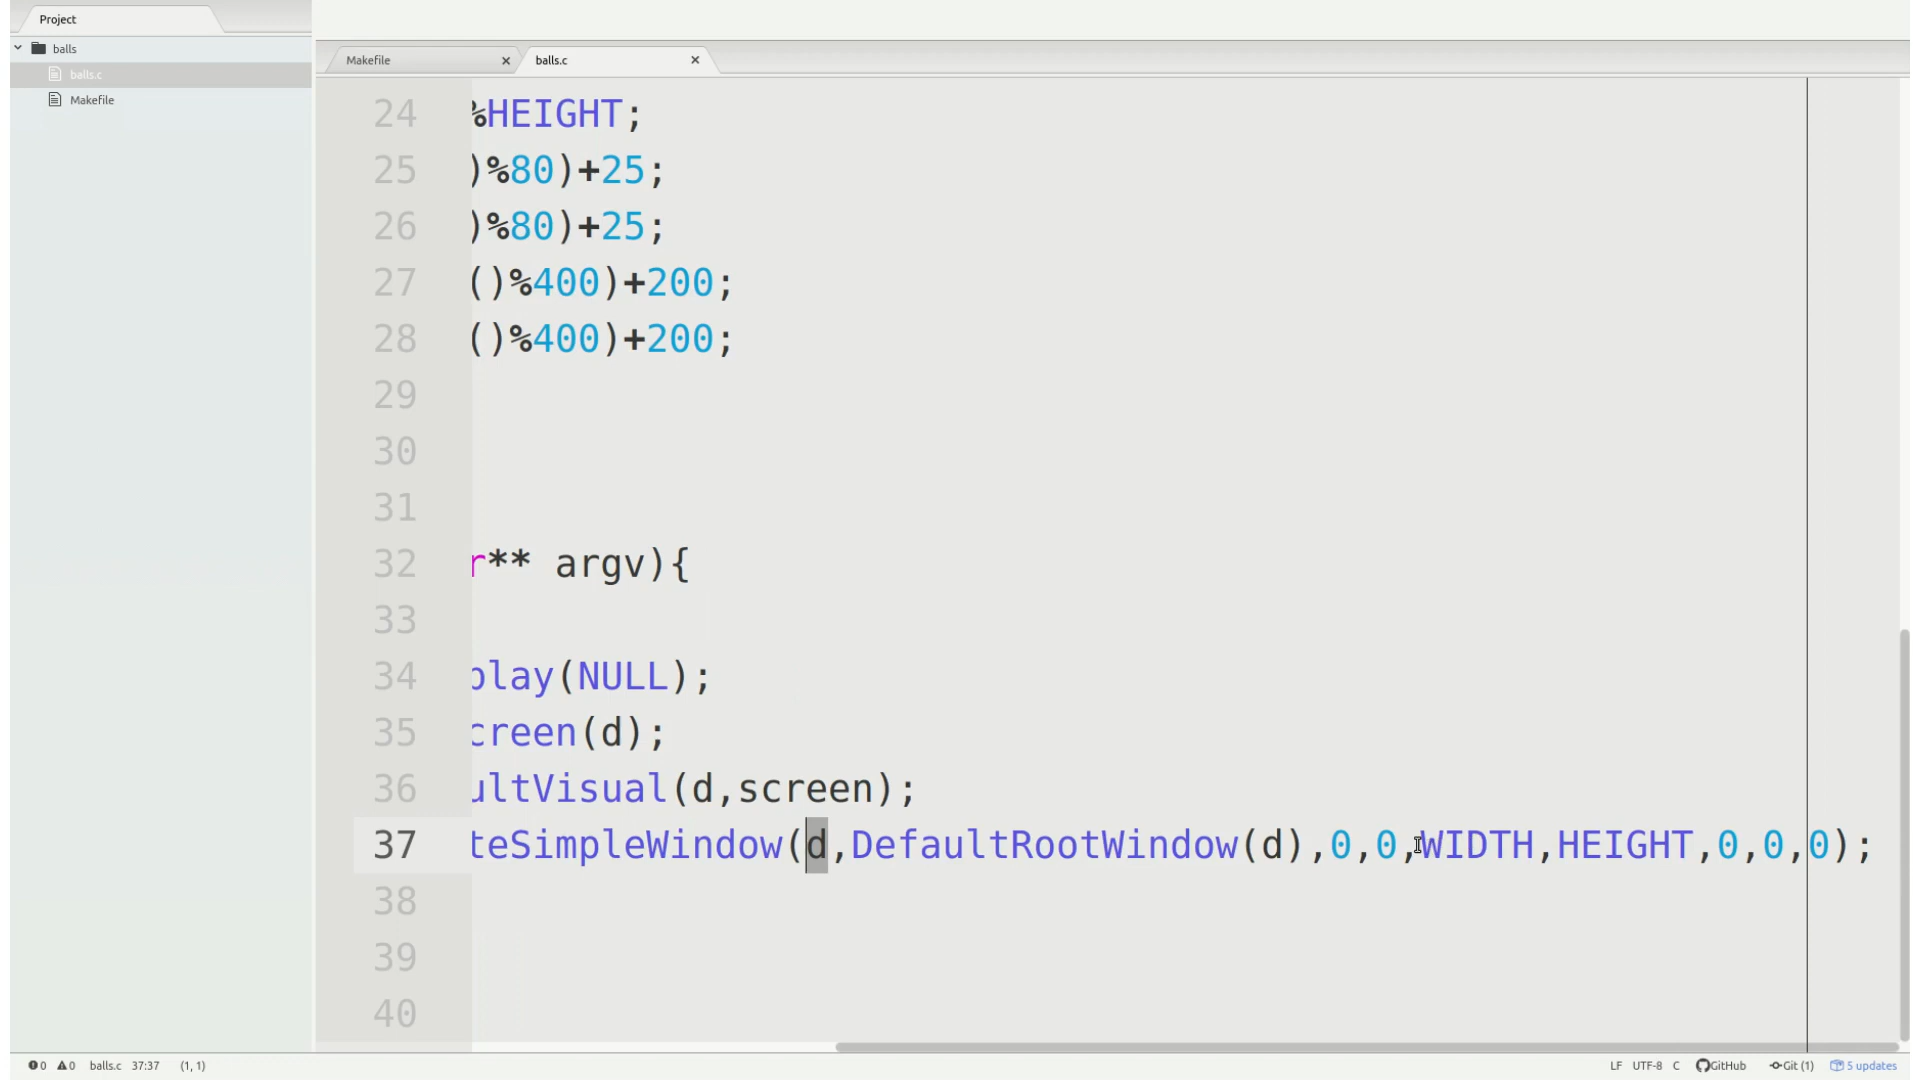 Project
balls
balls.c
Makefile
Makefile
balls.c
24 %HEIGHT;
25 )%80)+25;
26 )%80)+25;
27 ()%400)+200;
28 ()%400)+200;
29
30
31
32 r** argv){
33
34 play(NULL);
35 creen(d);
36 ultVisual(d,screen);
37 teSimpleWindow(d,DefaultRootWindow(d),0,0,WIDTH,HEIGHT,0,0,0);
38
39
40
0 0 balls.c 37:37 (1, 1) LF UTF-8 C GitHub Git (1) 5 updates